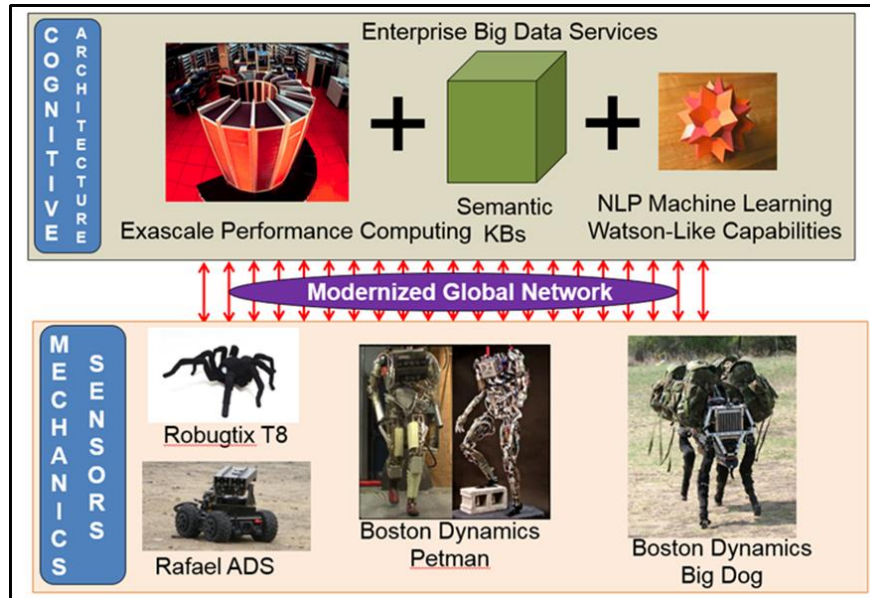 COGNITIVE
ARCHITECTURE
Enterprise Big Data Services
Exascale Performance Computing
Semantic
KBs
NLP Machine Learning
Watson-Like Capabilities
Modernized Global Network
MECHANICS
SENSORS
Robugtix T8
Rafael ADS
Boston Dynamics
Petman
Boston Dynamics
Big Dog